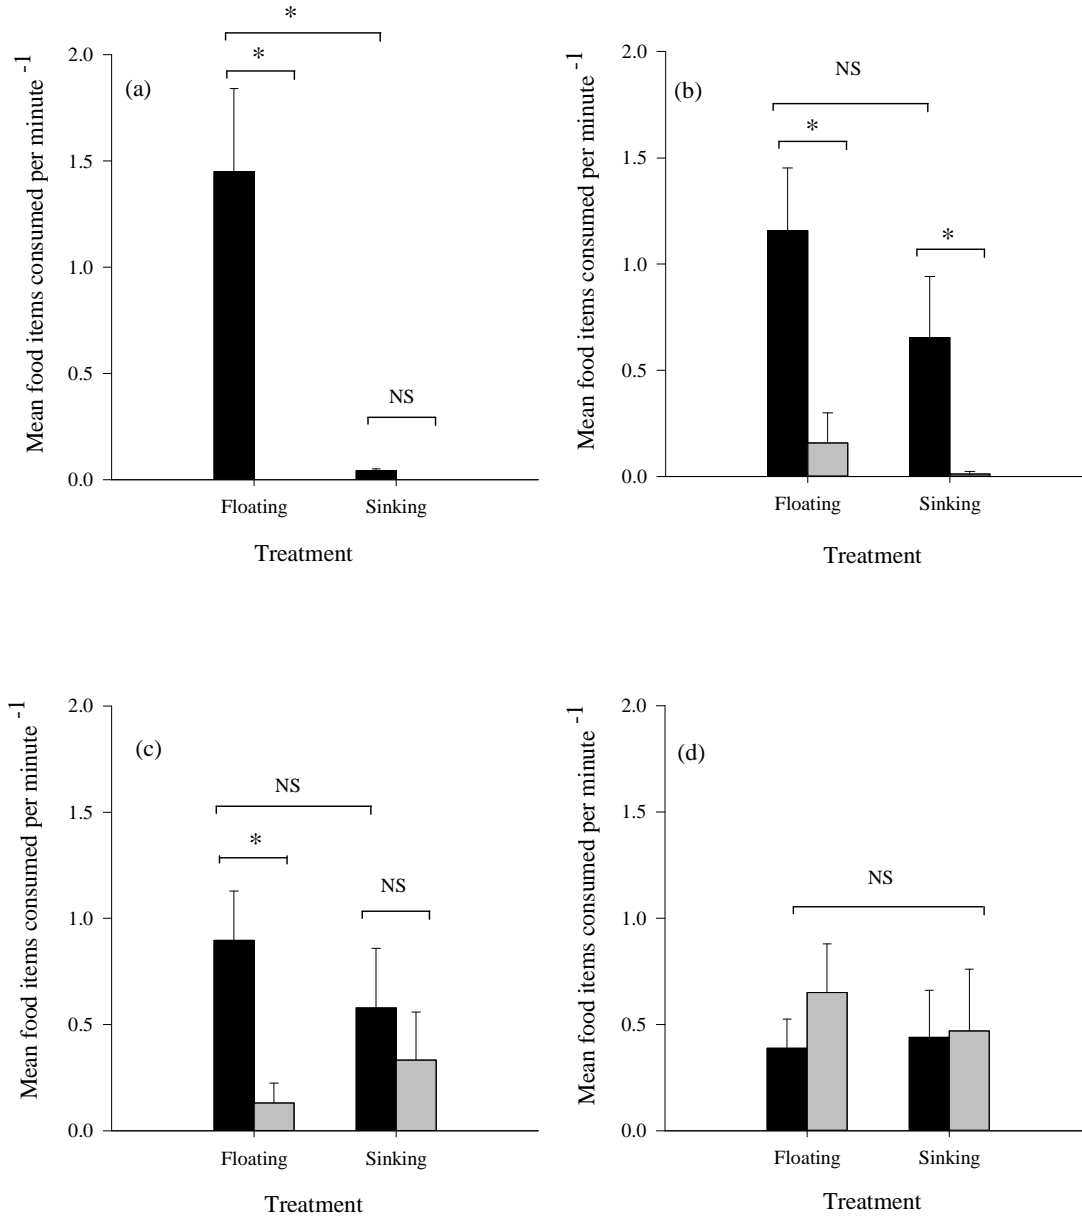 *
*
2.0
1.5
1.0
0.5
0.0
(a)
NS
Floating
Sinking
Treatment
Mean food items consumed per minute -1
NS
*
*
2.0
1.5
1.0
0.5
0.0
(b)
Floating
Sinking
Treatment
Mean food items consumed per minute -1
2.0
1.5
1.0
0.5
0.0
(c)
NS
*
NS
Floating
Sinking
Treatment
Mean food items consumed per minute -1
2.0
1.5
1.0
0.5
0.0
(d)
NS
Floating
Sinking
Treatment
Mean food items consumed per minute -1